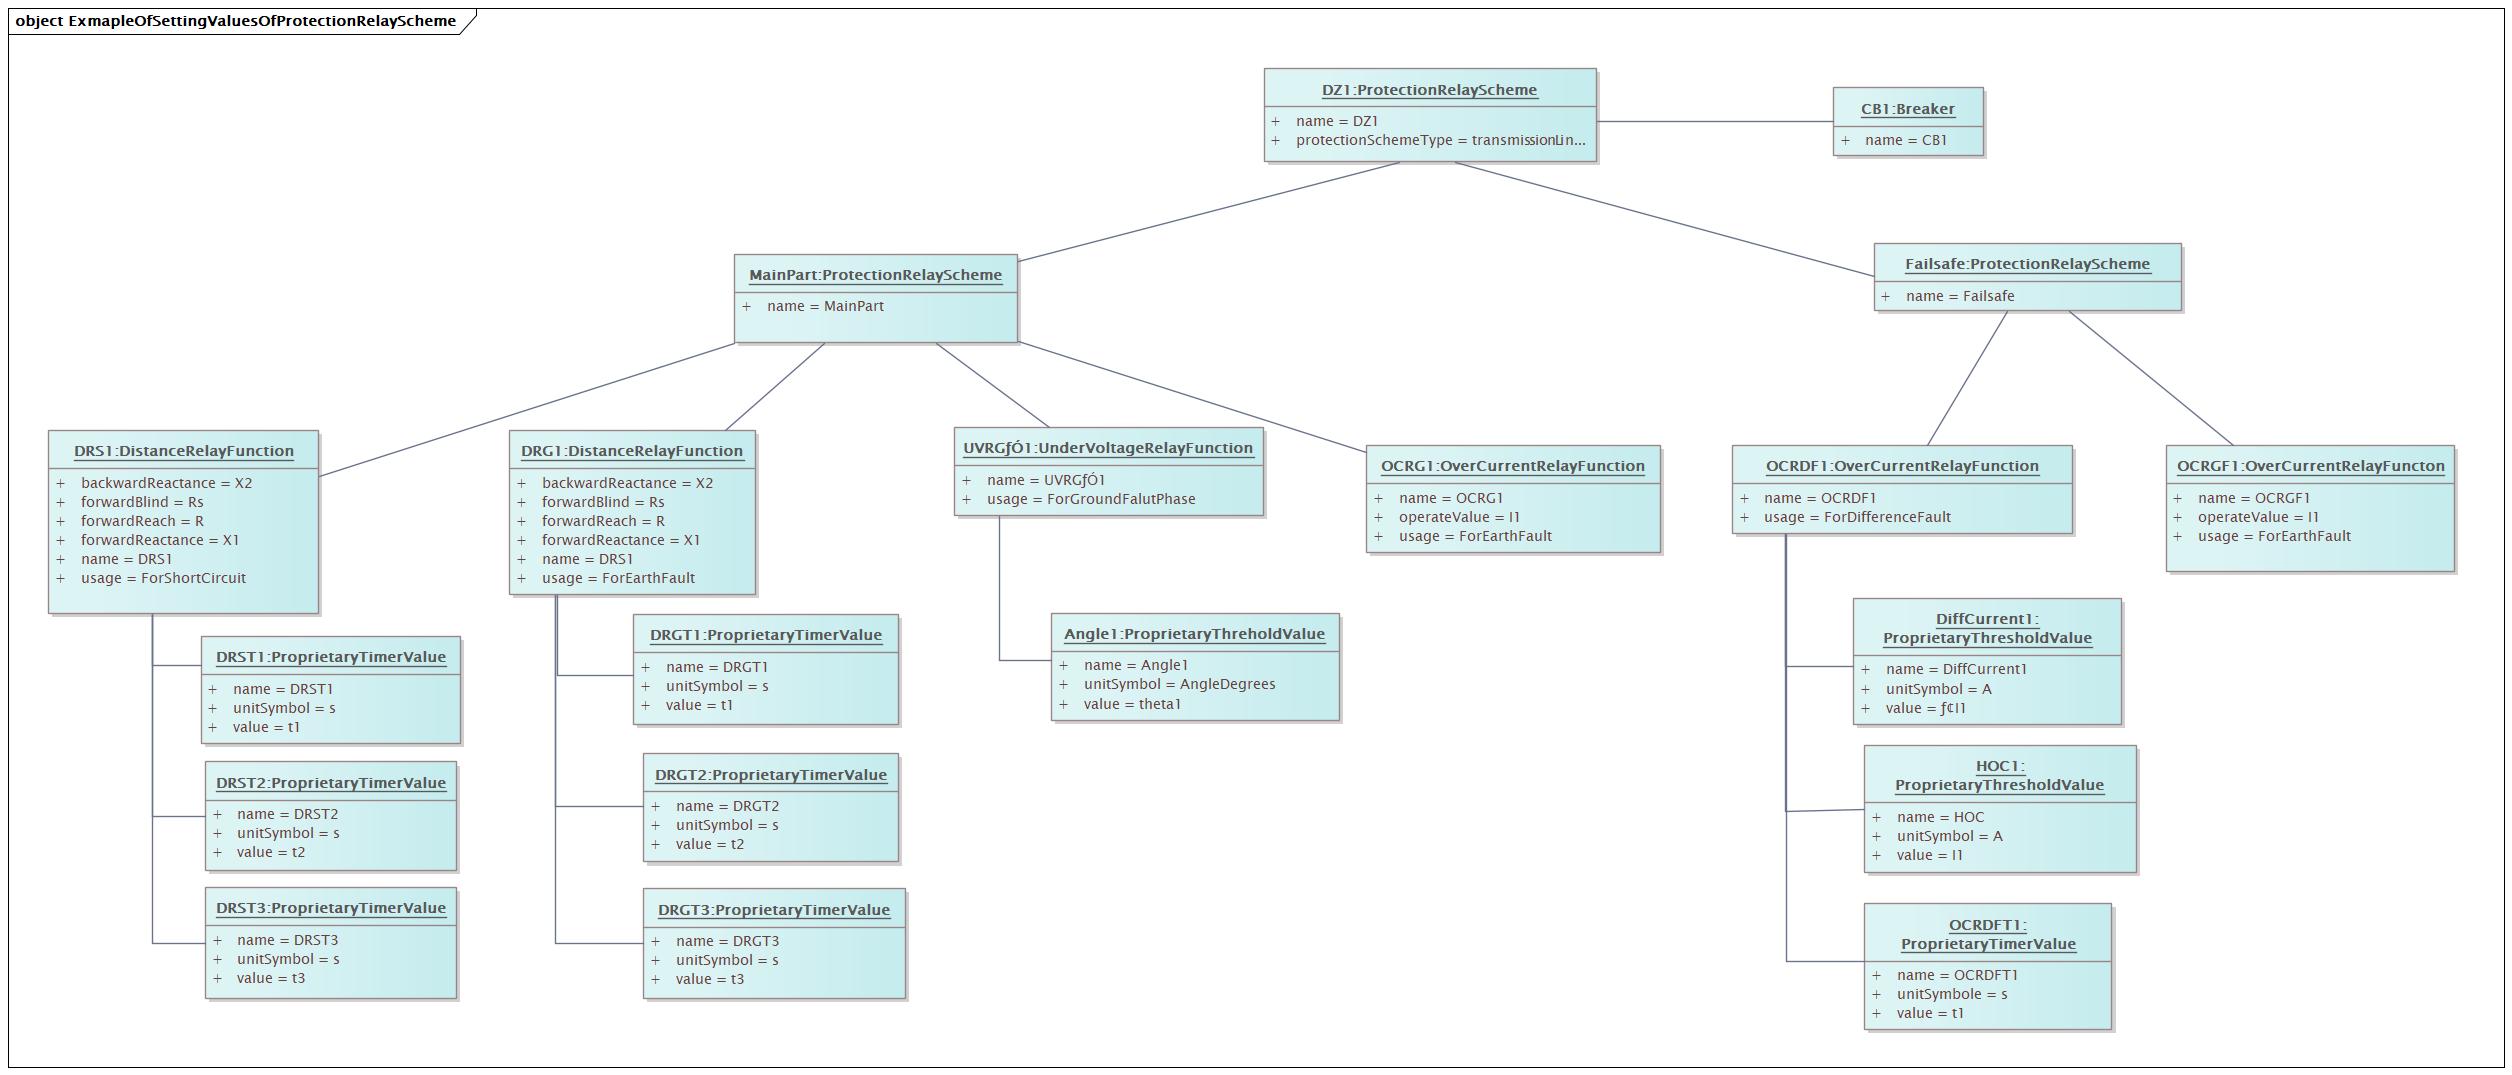 object ExmapleOfSettingValuesOfProtectionRelayScheme
DZ1:ProtectionRelayScheme
+ name = DZ1
+ protectionSchemeType = transmissionLin...
CB1:Breaker
+ name = CB1
MainPart:ProtectionRelayScheme
+ name = MainPart
Failsafe:ProtectionRelayScheme
+ name = Failsafe
DRS1:DistanceRelayFunction
+ backwardReactance = X2
+ forwardBlind = Rs
+ forwardReach = R
+ forwardReactance = X1
+ name = DRS1
+ usage = ForShortCircuit
DRG1:DistanceRelayFunction
+ backwardReactance = X2
+ forwardBlind = Rs
+ forwardReach = R
+ forwardReactance = X1
+ name = DRS1
+ usage = ForEarthFault
UVRGƒÓ1:UnderVoltageRelayFunction
+ name = UVRGƒÓ1
+ usage = ForGroundFalutPhase
OCRG1:OverCurrentRelayFunction
+ name = OCRG1
+ operateValue = I1
+ usage = ForEarthFault
OCRDF1:OverCurrentRelayFunction
+ name = OCRDF1
+ usage = ForDifferenceFault
OCRGF1:OverCurrentRelayFuncton
+ name = OCRGF1
+ operateValue = I1
+ usage = ForEarthFault
DRST1:ProprietaryTimerValue
+ name = DRST1
+ unitSymbol = s
+ value = t1
DRST2:ProprietaryTimerValue
+ name = DRST2
+ unitSymbol = s
+ value = t2
DRST3:ProprietaryTimerValue
+ name = DRST3
+ unitSymbol = s
+ value = t3
DRGT1:ProprietaryTimerValue
+ name = DRGT1
+ unitSymbol = s
+ value = t1
DRGT2:ProprietaryTimerValue
+ name = DRGT2
+ unitSymbol = s
+ value = t2
DRGT3:ProprietaryTimerValue
+ name = DRGT3
+ unitSymbol = s
+ value = t3
Angle1:ProprietaryThreholdValue
+ name = Angle1
+ unitSymbol = AngleDegrees
+ value = theta1
DiffCurrent1:
ProprietaryThresholdValue
+ name = DiffCurrent1
+ unitSymbol = A
+ value = ƒ¢I1
HOC1:
ProprietaryThresholdValue
+ name = HOC
+ unitSymbol = A
+ value = I1
OCRDFT1:
ProprietaryTimerValue
+ name = OCRDFT1
+ unitSymbole = s
+ value = t1